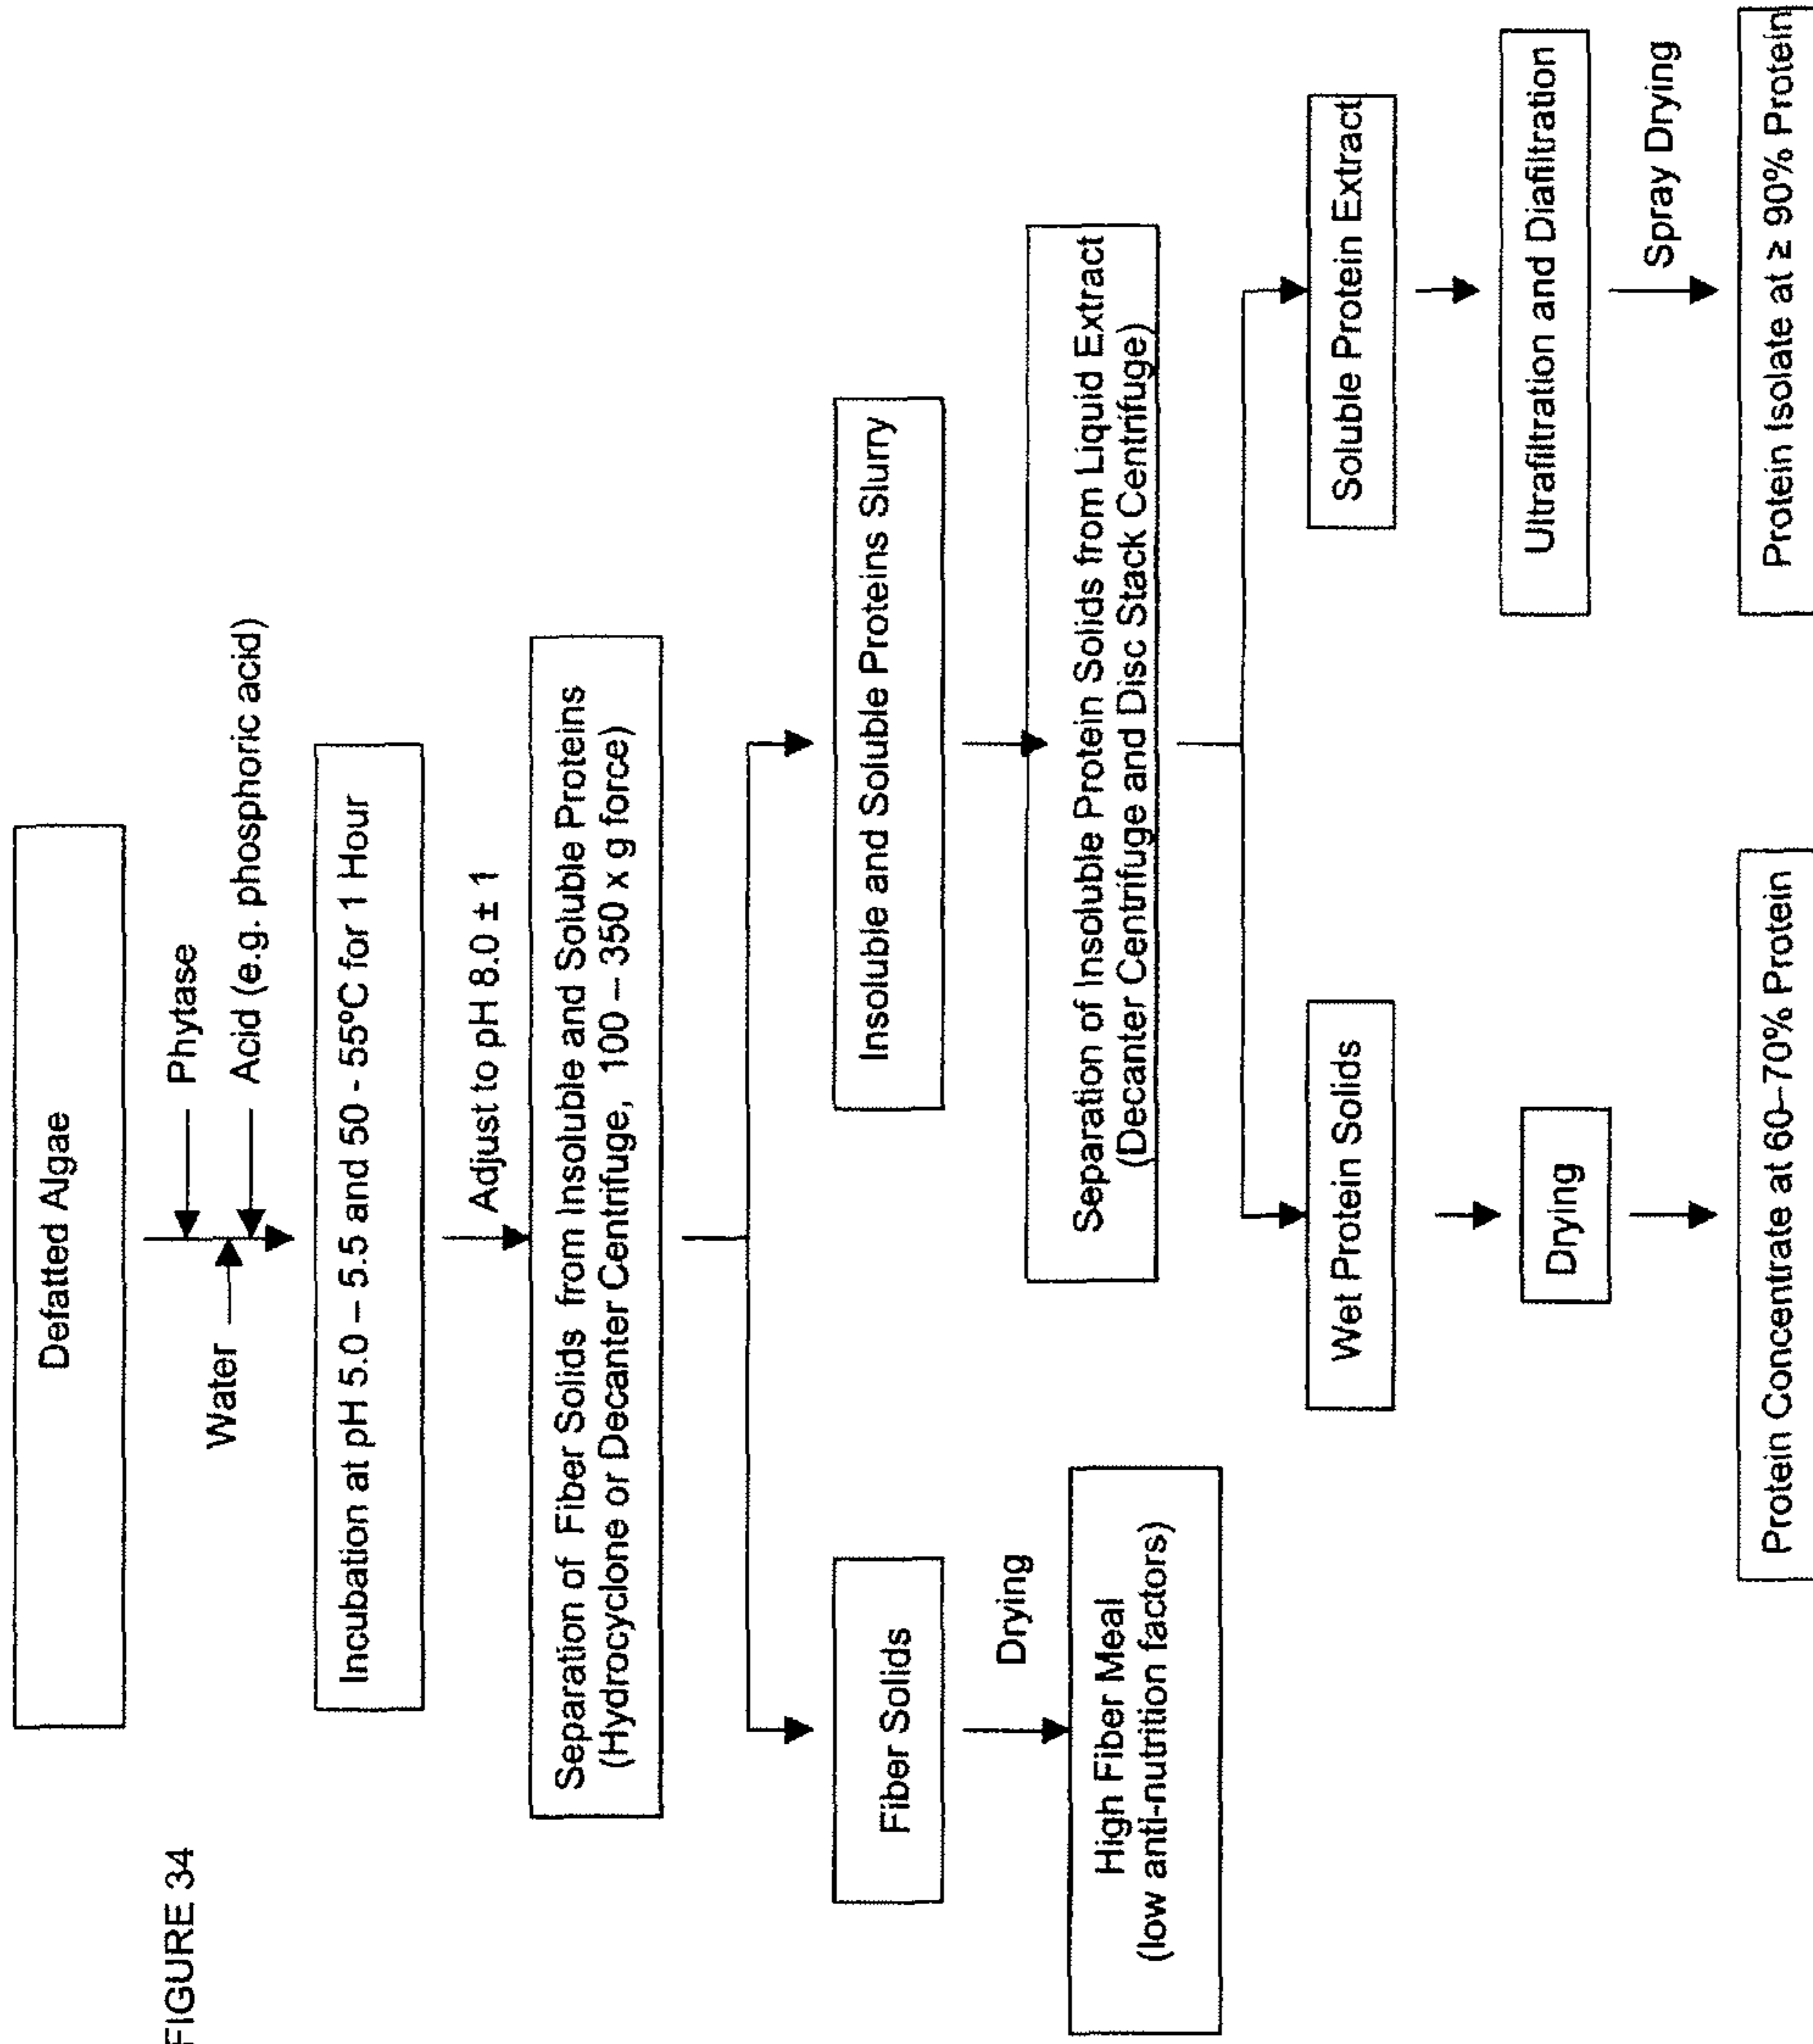 FIGURE 34
Defatted Algae
Phytase
Water
Acid (e.g. phosphoric acid)
Incubation at pH 5.0 – 5.5 and 50 - 55ºC for 1 Hour
Adjust to pH 8.0 ± 1
Separation of Fiber Solids from Insoluble and Soluble Proteins
(Hydrocyclone or Decanter Centrifuge, 100 – 350 x g force)
Fiber Solids
Insoluble and Soluble Proteins Slurry
Drying
High Fiber Meal
(low anti-nutrition factors)
Separation of Insoluble Protein Solids from Liquid Extract
(Decanter Centrifuge and Disc Stack Centrifuge)
Wet Protein Solids
Soluble Protein Extract
Drying
Ultrafiltration and Diafiltration
Spray Drying
Protein Concentrate at 60–70% Protein
Protein Isolate at ≥ 90% Protein